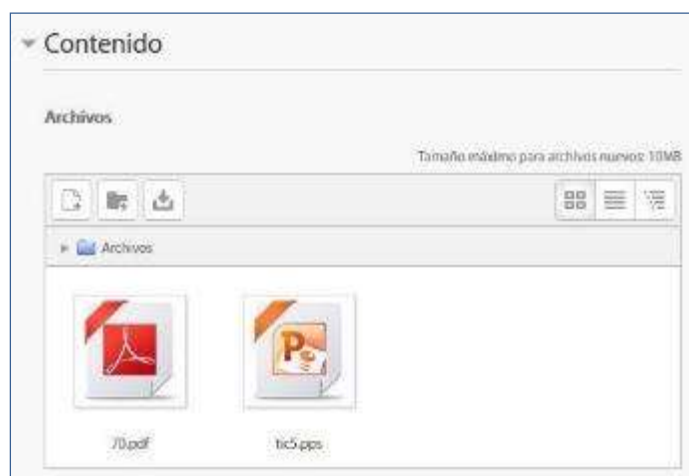 Contenido
Archivos
Tamaño máximo para archivos nuevos: 10MB
Archivos
70.pdf
tic5.pps